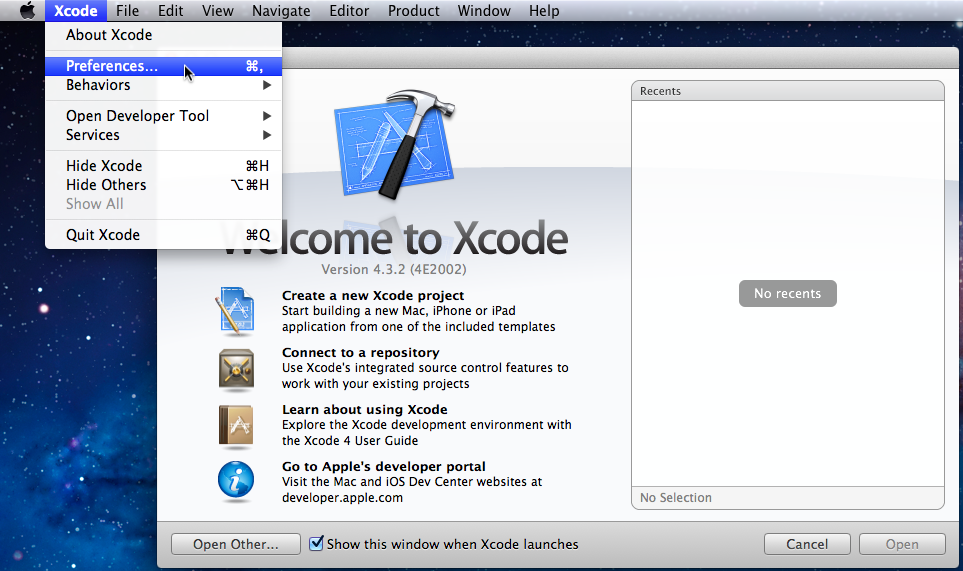 Xcode File Edit View Navigate Editor Product Window Help
About Xcode
Preferences... ⌘,
Behaviors
Open Developer Tool
Services
Hide Xcode ⌘H
Hide Others ⌥⌘H
Show All
Quit Xcode ⌘Q
Welcome to Xcode
Version 4.3.2 (4E2002)
Create a new Xcode project
Start building a new Mac, iPhone or iPad
application from one of the included templates
Connect to a repository
Use Xcode's integrated source control features to
work with your existing projects
Learn about using Xcode
Explore the Xcode development environment with
the Xcode 4 User Guide
Go to Apple's developer portal
Visit the Mac and iOS Dev Center websites at
developer.apple.com
Recents
No recents
No Selection
Open Other... Show this window when Xcode launches Cancel Open